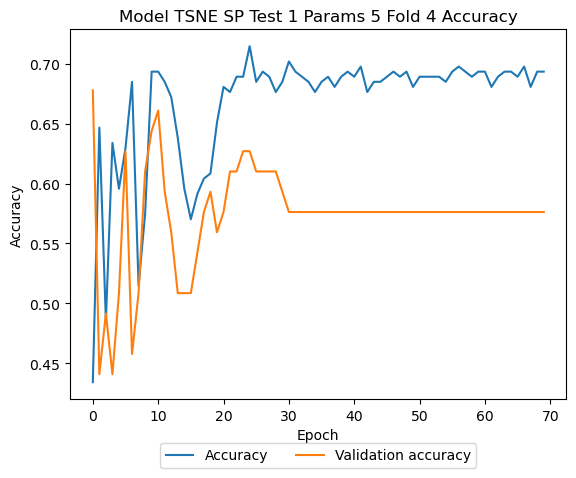 Model TSNE SP Test 1 Params 5 Fold 4 Accuracy
0.70
0.65
0.60
0.55
0.50
0.45
Accuracy
0 10 20 30 40 50 60 70
Epoch
Accuracy Validation accuracy